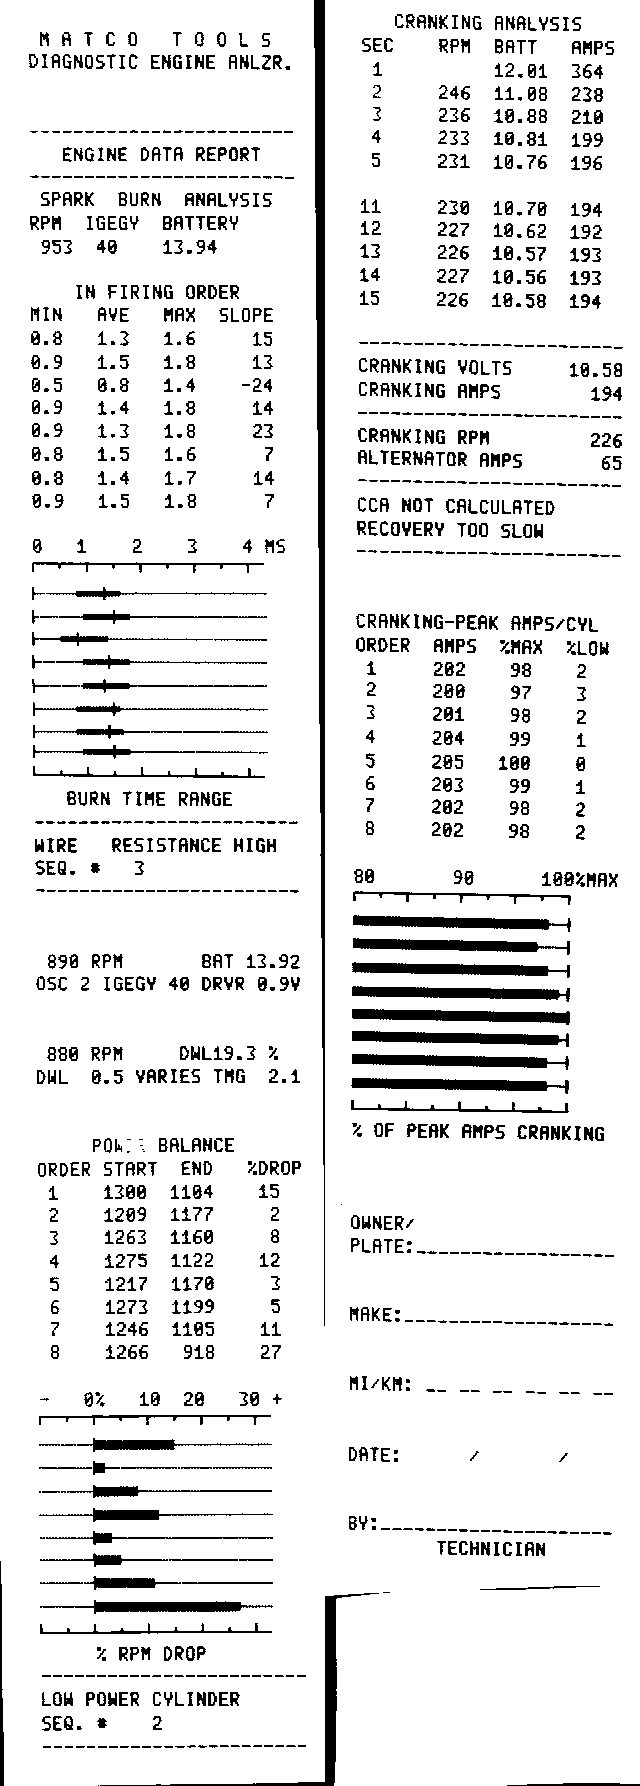 MATCO TOOLS
DIAGNOSTIC ENGINE ANLZR.
ENGINE DATA REPORT
SPARK BURN ANALYSIS
RPM IGEGY BATTERY
953 40 13.94
IN FIRING ORDER
MIN AVE MAX SLOPE
0.8 1.3 1.6 15
0.9 1.5 1.8 13
0.5 0.8 1.4 -24
0.9 1.4 1.8 14
0.9 1.3 1.8 23
0.8 1.5 1.6 7
0.8 1.4 1.7 14
0.9 1.5 1.8 7
0 1 2 3 4 MS
BURN TIME RANGE
WIRE RESISTANCE HIGH
SEQ. # 3
890 RPM BAT 13.92
OSC 2 IGEGY 40 DRVR 0.9V
880 RPM DWL19.3 %
DWL 0.5 VARIES TMG 2.1
BALANCE
ORDER START END %DROP
1 1300 1104 15
2 1209 1177 2
3 1263 1160 8
4 1275 1122 12
5 1217 1170 3
6 1273 1199 5
7 1246 1105 11
8 1266 918 27
- 0% 10 20 30 +
% RPM DROP
LOW POWER CYLINDER
SEQ. # 2
CRANKING ANALYSIS
SEC RPM BATT AMPS
1 12.01 364
2 246 11.08 238
3 236 10.88 210
4 233 10.81 199
5 231 10.76 196
11 230 10.70 194
12 227 10.62 192
13 226 10.57 193
14 227 10.56 193
15 226 10.58 194
CRANKING VOLTS 10.58
CRANKING AMPS 194
CRANKING RPM 226
ALTERNATOR AMPS 65
CCA NOT CALCULATED
RECOVERY TOO SLOW
CRANKING-PEAK AMPS/CYL
ORDER AMPS %MAX %LOW
1 202 98 2
2 200 97 3
3 201 98 2
4 204 99 1
5 205 100 0
6 203 99 1
7 202 98 2
8 202 98 2
80 90 100%MAX
% OF PEAK AMPS CRANKING
OWNER/
PLATE:
MAKE:
MI/KM:
DATE: / /
BY:
TECHNICIAN